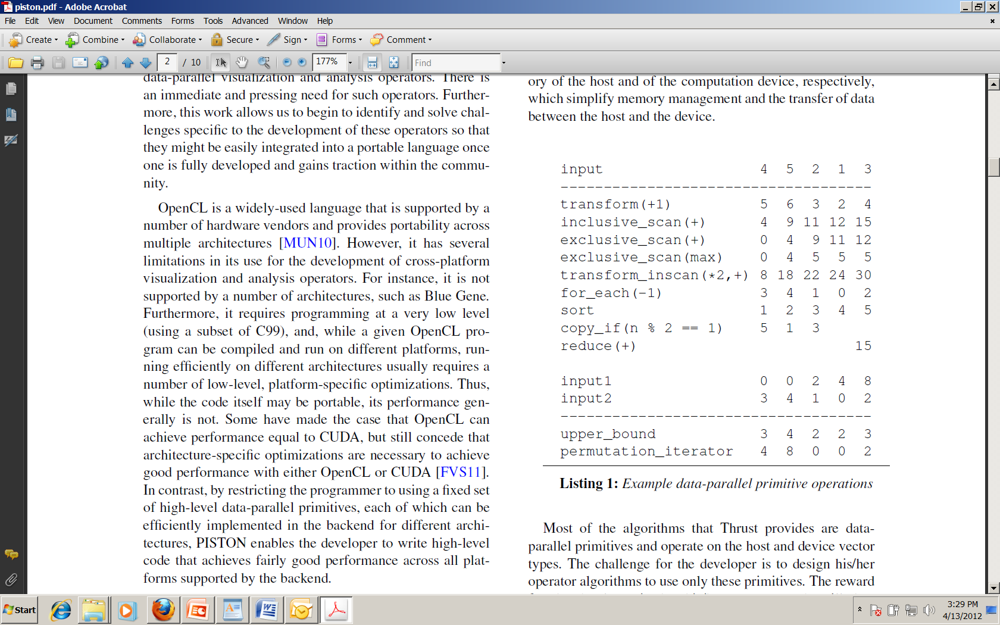 piston.pdf - Adobe Acrobat
File Edit View Document Comments Forms Tools Advanced Window Help
Create Combine Collaborate Secure Sign Forms Comment
2 / 10 177% Find
data-parallel visualization and analysis operators. There is
an immediate and pressing need for such operators. Further-
more, this work allows us to begin to identify and solve chal-
lenges specific to the development of these operators so that
they might be easily integrated into a portable language once
one is fully developed and gains traction within the commu-
nity.
OpenCL is a widely-used language that is supported by a
number of hardware vendors and provides portability across
multiple architectures [MUN10]. However, it has several
limitations in its use for the development of cross-platform
visualization and analysis operators. For instance, it is not
supported by a number of architectures, such as Blue Gene.
Furthermore, it requires programming at a very low level
(using a subset of C99), and, while a given OpenCL pro-
gram can be compiled and run on different platforms, run-
ning efficiently on different architectures usually requires a
number of low-level, platform-specific optimizations. Thus,
while the code itself may be portable, its performance gen-
erally is not. Some have made the case that OpenCL can
achieve performance equal to CUDA, but still concede that
architecture-specific optimizations are necessary to achieve
good performance with either OpenCL or CUDA [FVS11].
In contrast, by restricting the programmer to using a fixed set
of high-level data-parallel primitives, each of which can be
efficiently implemented in the backend for different archi-
tectures, PISTON enables the developer to write high-level
code that achieves fairly good performance across all plat-
forms supported by the backend.
ory of the host and of the computation device, respectively,
which simplify memory management and the transfer of data
between the host and the device.
input 4 5 2 1 3
------------------------------------
transform(+1) 5 6 3 2 4
inclusive_scan(+) 4 9 11 12 15
exclusive_scan(+) 0 4 9 11 12
exclusive_scan(max) 0 4 5 5 5
transform_inscan(*2,+) 8 18 22 24 30
for_each(-1) 3 4 1 0 2
sort 1 2 3 4 5
copy_if(n % 2 == 1) 5 1 3
reduce(+) 15
input1 0 0 2 4 8
input2 3 4 1 0 2
------------------------------------
upper_bound 3 4 2 2 3
permutation_iterator 4 8 0 0 2
Listing 1: Example data-parallel primitive operations
Most of the algorithms that Thrust provides are data-
parallel primitives and operate on the host and device vector
types. The challenge for the developer is to design his/her
operator algorithms to use only these primitives. The reward
Start
3:29 PM
4/13/2012